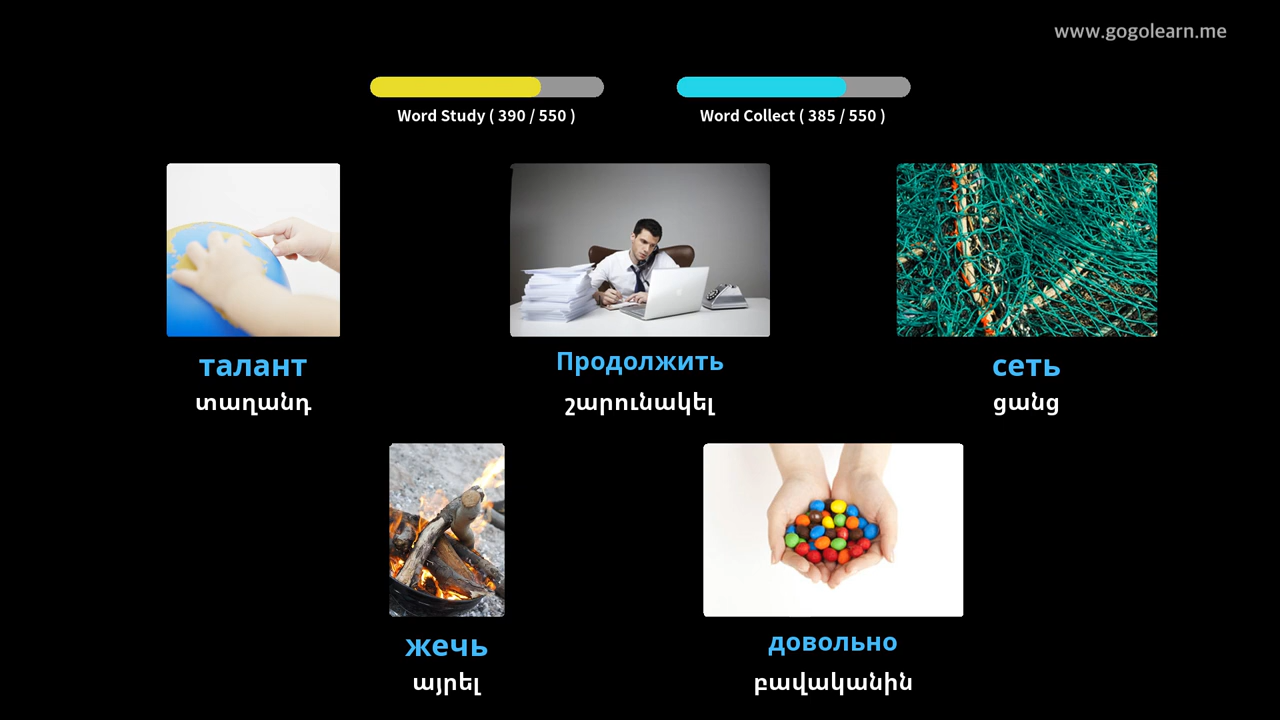 www.gogolearn.me
Word Study ( 390 / 550 )
Word Collect ( 385 / 550 )
талант
տաղանդ
Продолжить
շարունակել
сеть
ցանց
жечь
այրել
довольно
բավականին